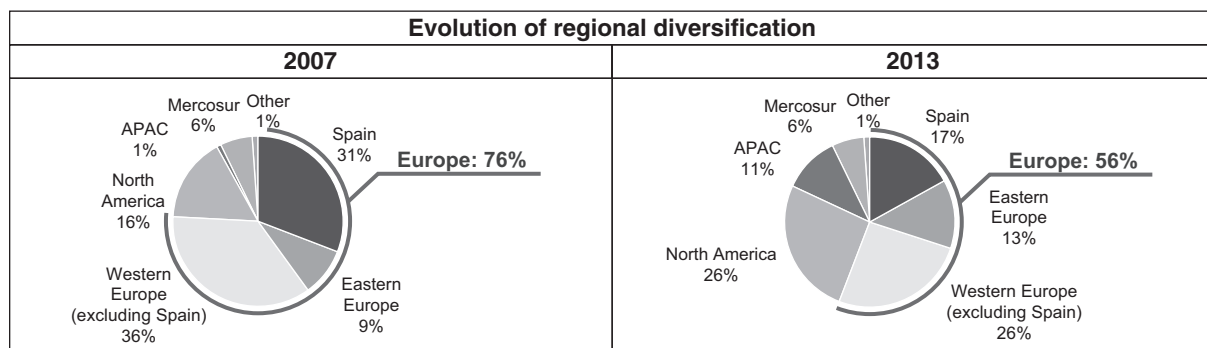 Evolution of regional diversification
2007
2013
Other
1%
Mercosur
6%
APAC
1%
North
America
16%
Western
Europe
(excluding Spain)
36%
Spain
31%
Europe: 76%
Eastern
Europe
9%
Other
1%
Mercosur
6%
APAC
11%
North America
26%
Spain
17%
Europe: 56%
Eastern
Europe
13%
Western Europe
(excluding Spain)
26%